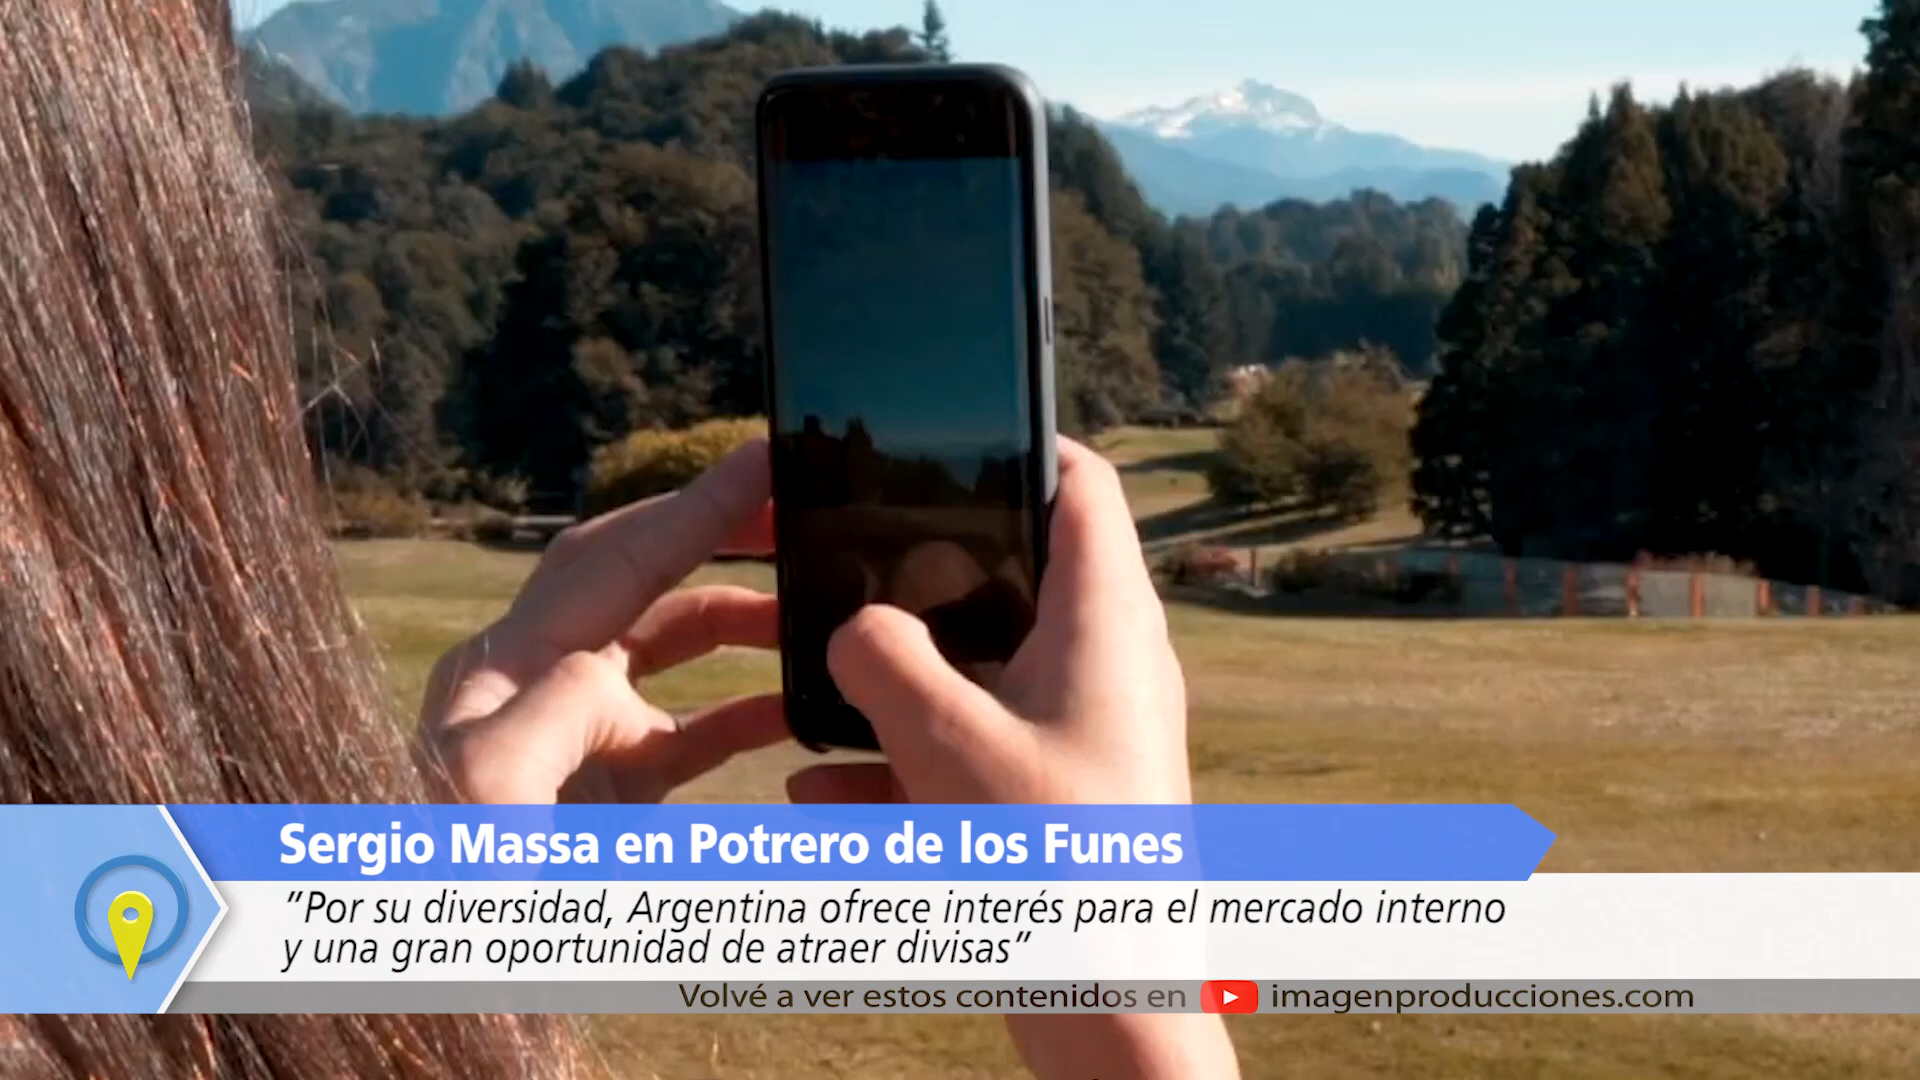 Sergio Massa en Potrero de los Funes
"Por su diversidad, Argentina ofrece interés para el mercado interno
y una gran oportunidad de atraer divisas"
Volvé a ver estos contenidos en imagenproducciones.com